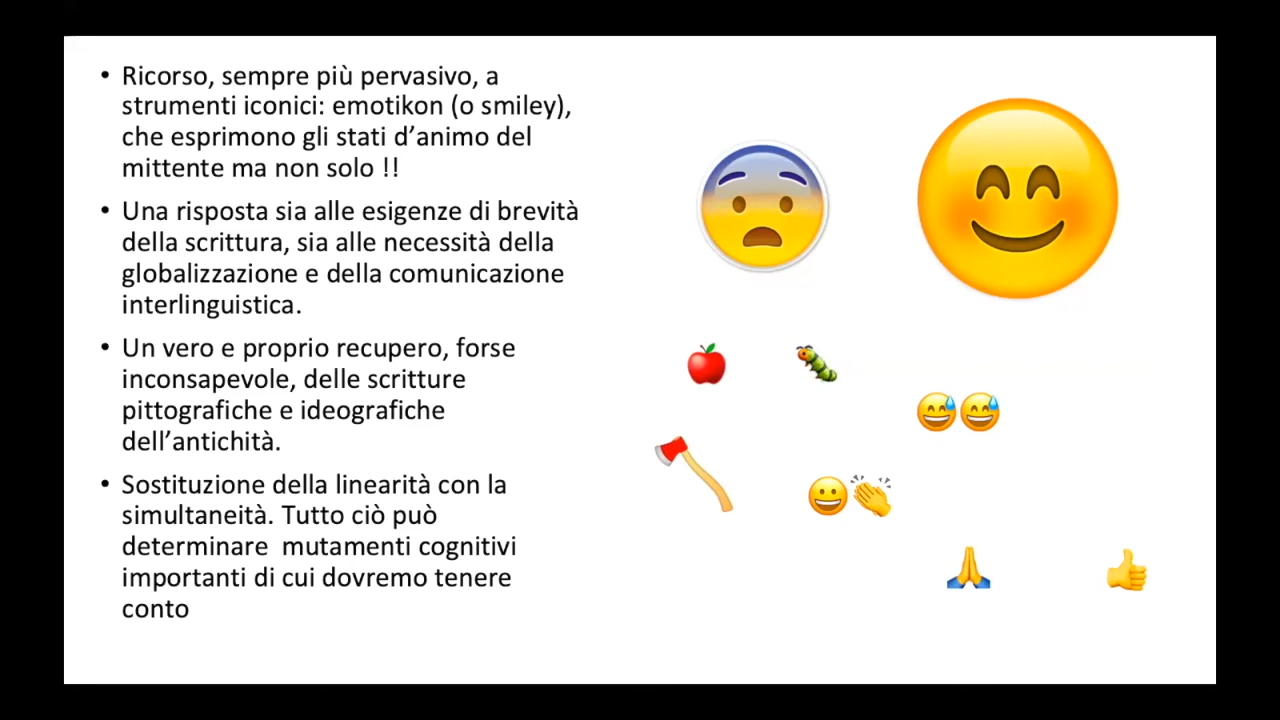 • Ricorso, sempre più pervasivo, a
strumenti iconici: emotikon (o smiley),
che esprimono gli stati d’animo del
mittente ma non solo !!
• Una risposta sia alle esigenze di brevità
della scrittura, sia alle necessità della
globalizzazione e della comunicazione
interlinguistica.
• Un vero e proprio recupero, forse
inconsapevole, delle scritture
pittografiche e ideografiche
dell’antichità.
• Sostituzione della linearità con la
simultaneità. Tutto ciò può
determinare  mutamenti cognitivi
importanti di cui dovremo tenere
conto